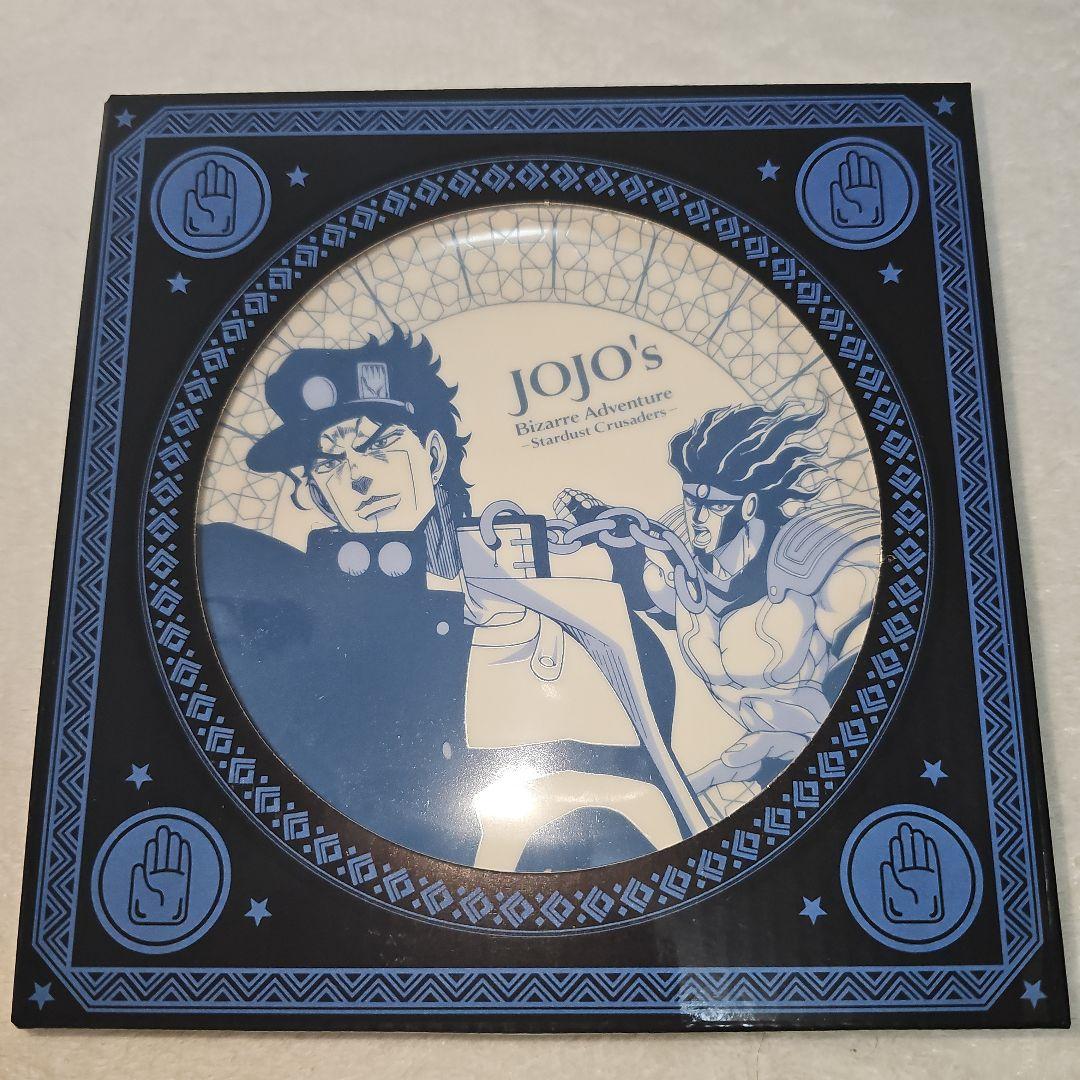 JOJO's
Bizarre Adventure
–Stardust Crusaders–